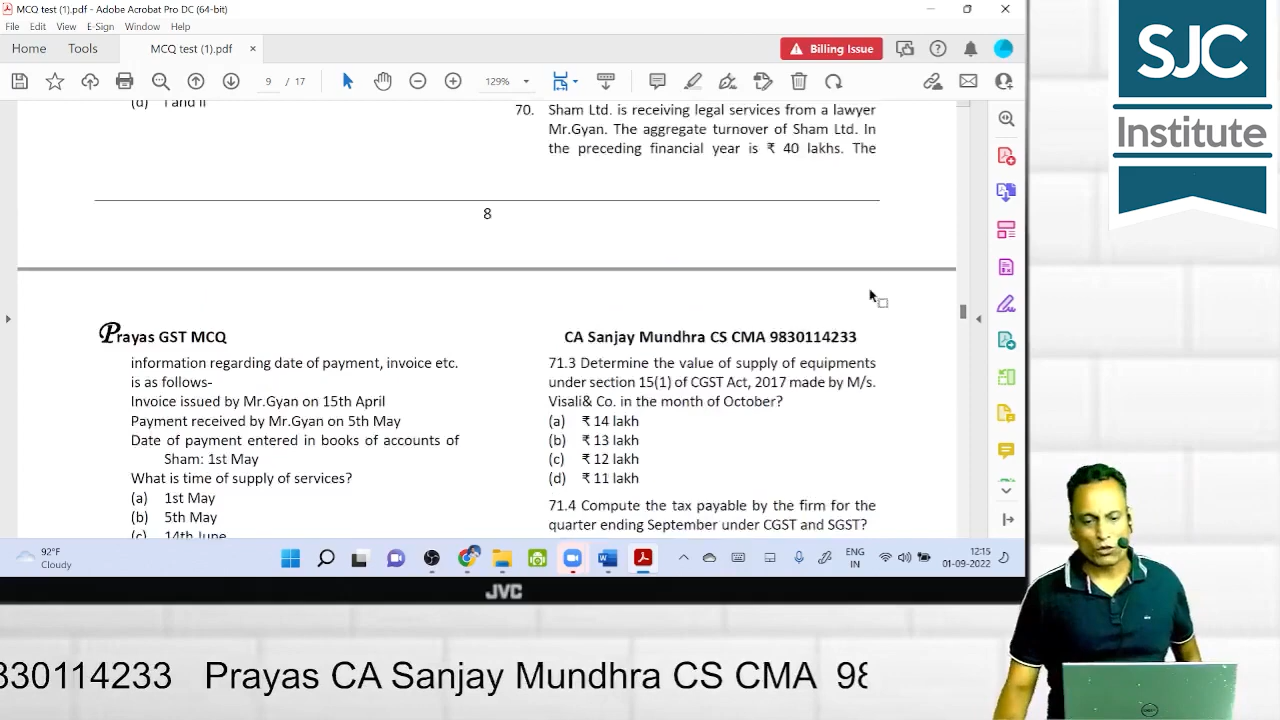 MCQ test (1).pdf - Adobe Acrobat Pro DC (64-bit)
File Edit View E-Sign Window Help
Home Tools MCQ test (1).pdf × Billing Issue
9 / 17 129%
(d) I and II
70. Sham Ltd. is receiving legal services from a lawyer
Mr.Gyan. The aggregate turnover of Sham Ltd. In
the preceding financial year is ₹ 40 lakhs. The
8
Prayas GST MCQ
information regarding date of payment, invoice etc.
is as follows-
Invoice issued by Mr.Gyan on 15th April
Payment received by Mr.Gyan on 5th May
Date of payment entered in books of accounts of
Sham: 1st May
What is time of supply of services?
(a) 1st May
(b) 5th May
(c) 14th June
CA Sanjay Mundhra CS CMA 9830114233
71.3 Determine the value of supply of equipments
under section 15(1) of CGST Act, 2017 made by M/s.
Visali& Co. in the month of October?
(a) ₹ 14 lakh
(b) ₹ 13 lakh
(c) ₹ 12 lakh
(d) ₹ 11 lakh
71.4 Compute the tax payable by the firm for the
quarter ending September under CGST and SGST?
92°F
Cloudy
ENG
IN
12:15
01-09-2022
JVC
SJC
Institute
830114233 Prayas CA Sanjay Mundhra CS CMA 98